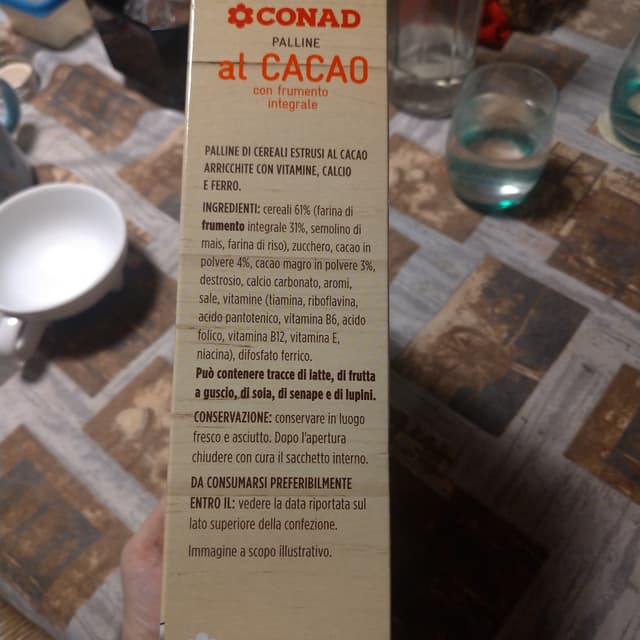 CONAD
PALLINE
al CACAO
con frumento
integrale
PALLINE DI CEREALI ESTRUSI AL CACAO
ARRICCHITE CON VITAMINE, CALCIO
E FERRO.
INGREDIENTI: cereali 61% (farina di
frumento integrale 31%, semolino di
mais, farina di riso), zucchero, cacao in
polvere 4%, cacao magro in polvere 3%,
destrosio, calcio carbonato, aromi,
sale, vitamine (tiamina, riboflavina,
acido pantotenico, vitamina B6, acido
folico, vitamina B12, vitamina E,
niacina), difosfato ferrico.
Può contenere tracce di latte, di frutta
a guscio, di soia, di senape e di lupini.
CONSERVAZIONE: conservare in luogo
fresco e asciutto. Dopo l'apertura
chiudere con cura il sacchetto interno.
DA CONSUMARSI PREFERIBILMENTE
ENTRO IL: vedere la data riportata sul
lato superiore della confezione.
Immagine a scopo illustrativo.